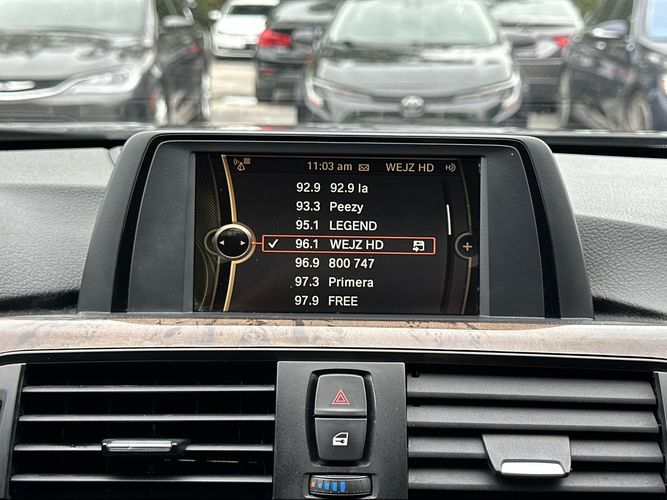 11:03 am WEJZ HD HD
92.9 92.9 la
93.3 Peezy
95.1 LEGEND
96.1 WEJZ HD
96.9 800 747
97.3 Primera
97.9 FREE